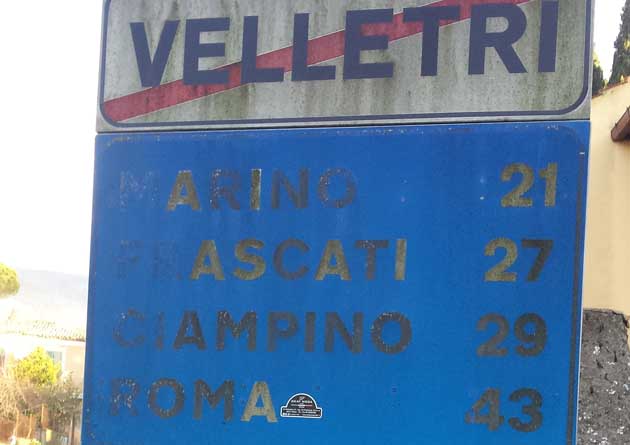 VELLETRI
MARINO 21
FRASCATI 27
CIAMPINO 29
ROMA 43